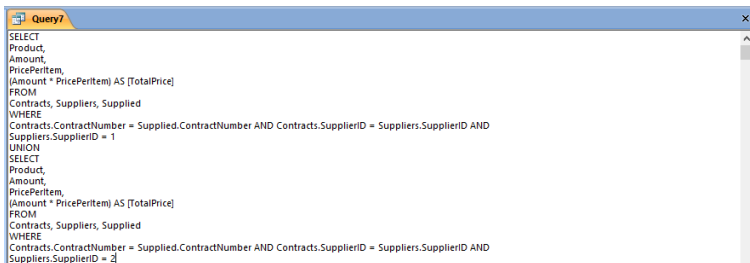 Query7
SELECT
Product,
Amount,
PricePerItem,
(Amount * PricePerItem) AS [TotalPrice]
FROM
Contracts, Suppliers, Supplied
WHERE
Contracts.ContractNumber = Supplied.ContractNumber AND Contracts.SupplierID = Suppliers.SupplierID AND
Suppliers.SupplierID = 1
UNION
SELECT
Product,
Amount,
PricePerItem,
(Amount * PricePerItem) AS [TotalPrice]
FROM
Contracts, Suppliers, Supplied
WHERE
Contracts.ContractNumber = Supplied.ContractNumber AND Contracts.SupplierID = Suppliers.SupplierID AND
Suppliers.SupplierID = 2